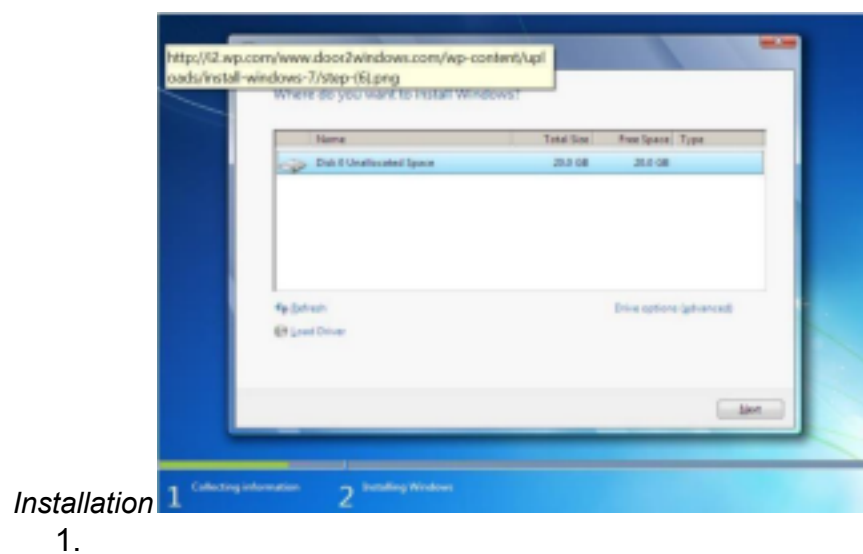 http://i2.wp.com/www.door2windows.com/wp-content/upl
oads/install-windows-7/step-(6).png
Where do you want to install Windows?
Name Total Size Free Space Type
Disk 0 Unallocated Space 20.0 GB 20.0 GB
Refresh Drive options (advanced)
Load Driver
Next
1 Collecting information 2 Installing Windows
Installation
1.